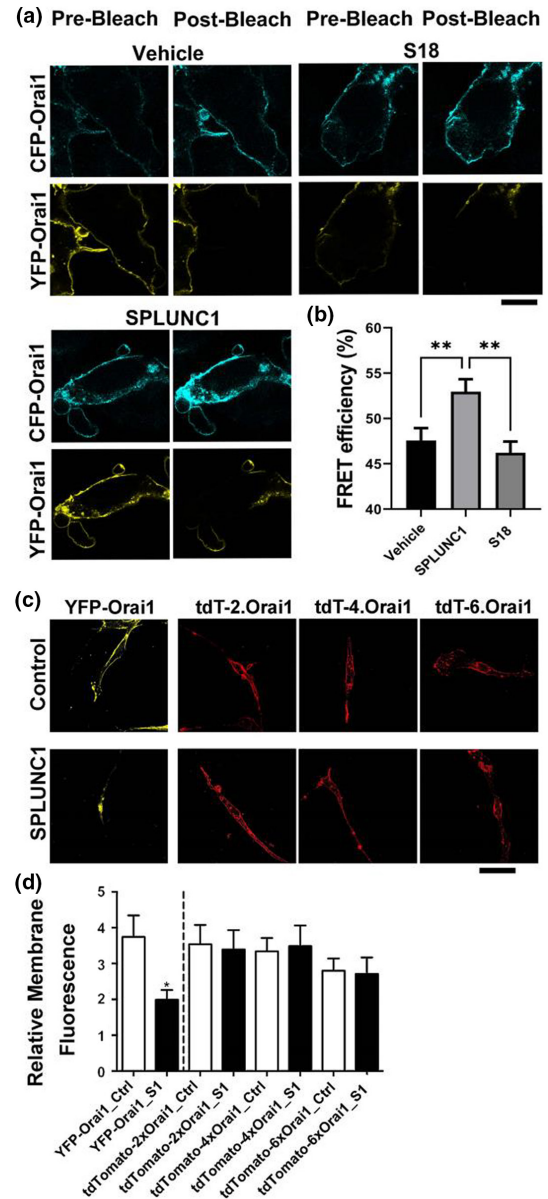 (a) Pre-Bleach Post-Bleach Pre-Bleach Post-Bleach
Vehicle S18
CFP-Orai1
YFP-Orai1
SPLUNC1
CFP-Orai1
YFP-Orai1
(b)
FRET efficiency (%)
60
55
50
45
40
** **
Vehicle
SPLUNC1
S18
(c)
YFP-Orai1 tdT-2.Orai1 tdT-4.Orai1 tdT-6.Orai1
Control
SPLUNC1
(d)
Relative Membrane
Fluorescence
5
4
3
2
1
0
*
YFP-Orai1_Ctrl
YFP-Orai1_S1
tdTomato-2xOrai1_Ctrl
tdTomato-2xOrai1_S1
tdTomato-4xOrai1_Ctrl
tdTomato-4xOrai1_S1
tdTomato-6xOrai1_Ctrl
tdTomato-6xOrai1_S1